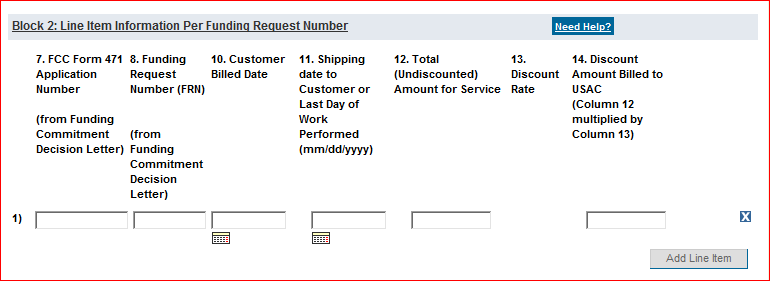 Block 2: Line Item Information Per Funding Request Number
Need Help?
7. FCC Form 471
Application
Number
(from Funding
Commitment
Decision Letter)
8. Funding
Request
Number (FRN)
(from
Funding
Commitment
Decision
Letter)
10. Customer
Billed Date
11. Shipping
date to
Customer or
Last Day of
Work
Performed
(mm/dd/yyyy)
12. Total
(Undiscounted)
Amount for Service
13.
Discount
Rate
14. Discount
Amount Billed to
USAC
(Column 12
multiplied by
Column 13)
1)
X
Add Line Item